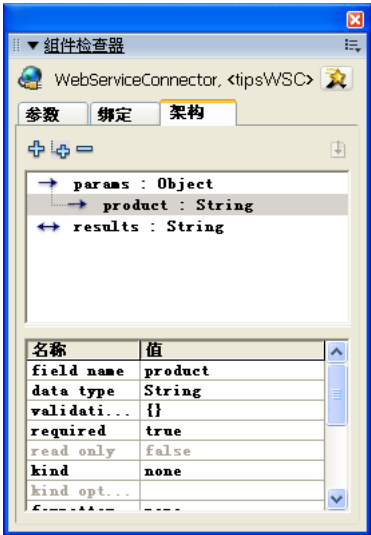 组件检查器
WebServiceConnector, <tipsWSC>
参数 绑定 架构
params : Object
product : String
results : String
名称 值
field name product
data type String
validati... {}
required true
read only false
kind none
kind opt...